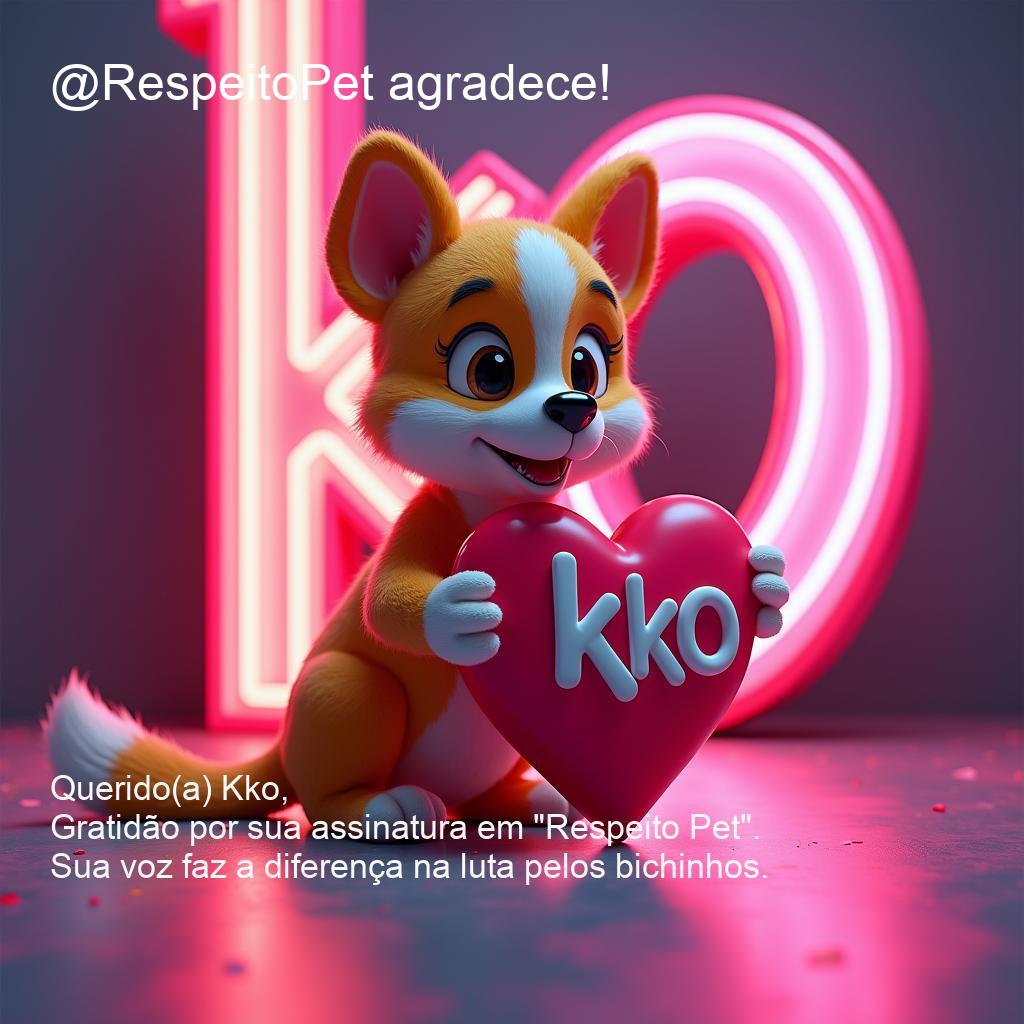 @RespeitoPet agradece!
ko
kko
Querido(a) Kko,
Gratidão por sua assinatura em "Respeito Pet".
Sua voz faz a diferença na luta pelos bichinhos.